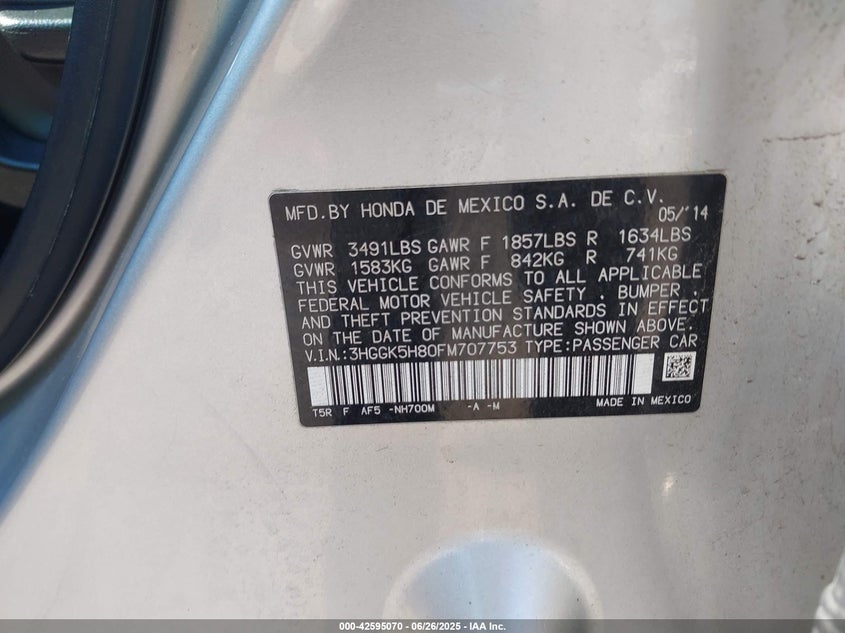 MFD.BY HONDA DE MEXICO S.A. DE C.V.
05/'14
GVWR 3491LBS GAWR F 1857LBS R 1634LBS
GVWR 1583KG GAWR F 842KG R 741KG
THIS VEHICLE CONFORMS TO ALL APPLICABLE
FEDERAL MOTOR VEHICLE SAFETY , BUMPER ,
AND THEFT PREVENTION STANDARDS IN EFFECT
ON THE DATE OF MANUFACTURE SHOWN ABOVE.
V.I.N.:3HGGK5H80FM707753 TYPE:PASSENGER CAR
T5R F AF5 -NH700M -A -M MADE IN MEXICO
000-42595070 - 06/26/2025 - IAA Inc.